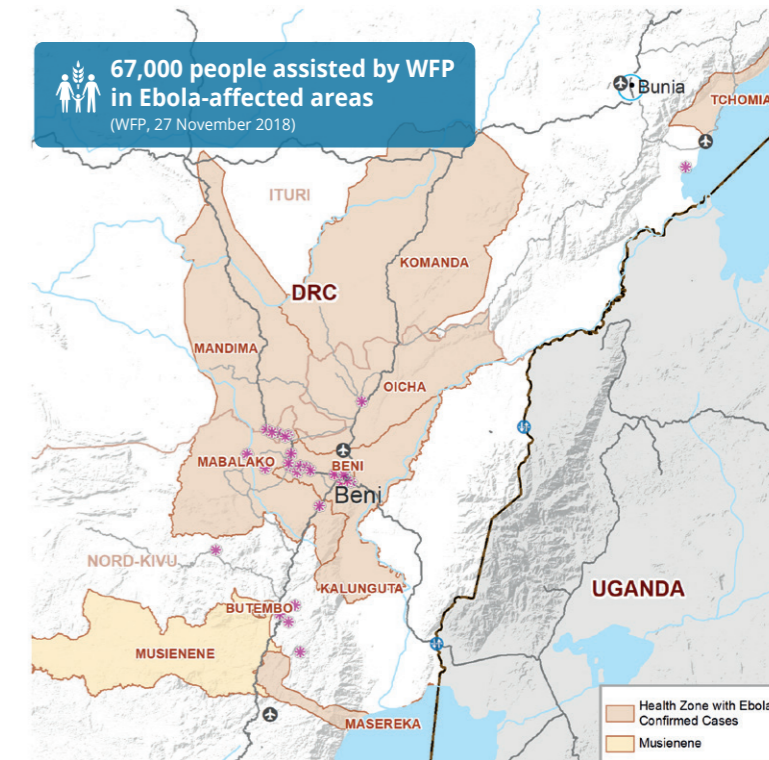 67,000 people assisted by WFP
in Ebola-affected areas
(WFP, 27 November 2018)
Bunia
TCHOMIA
ITURI
KOMANDA
DRC
MANDIMA
OICHA
MABALAKO
BENI
Beni
NORD-KIVU
KALUNGUTA
UGANDA
BUTEMBO
MUSIENENE
MASEREKA
Health Zone with Ebola
Confirmed Cases
Musienene